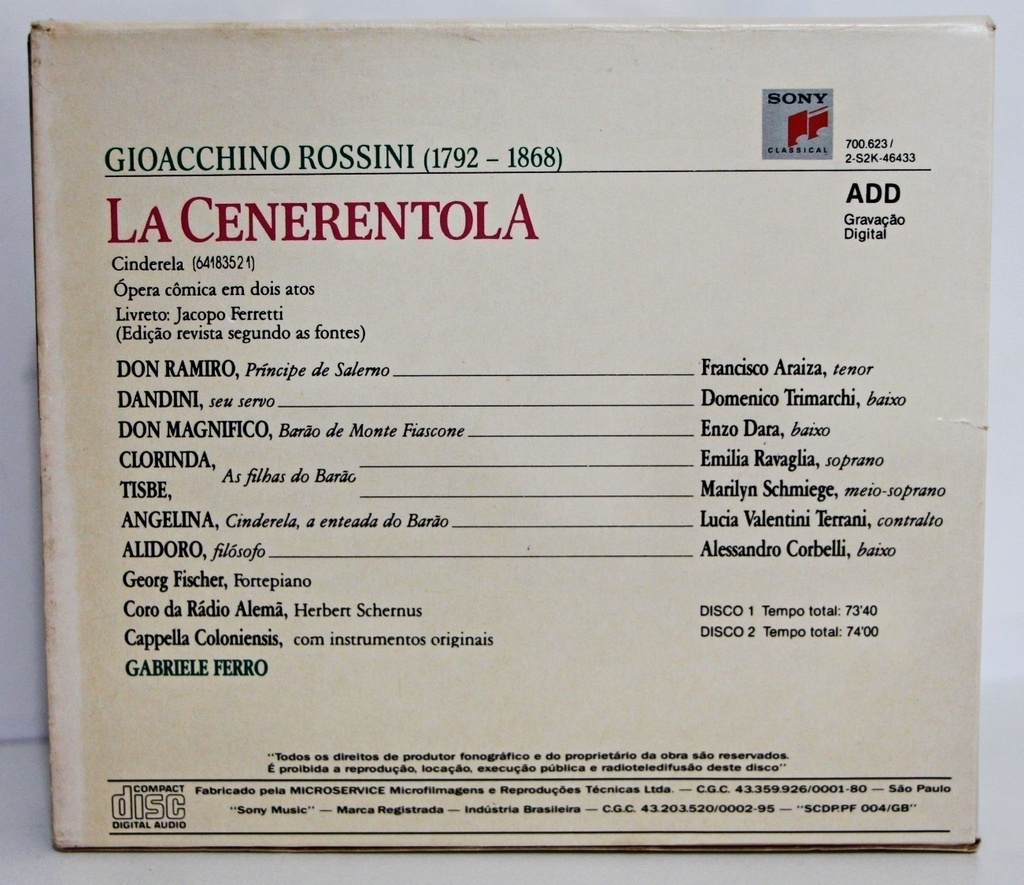 SONY
CLASSICAL
700.623 /
2-S2K-46433
GIOACCHINO ROSSINI (1792 – 1868)
ADD
Gravação
Digital
LA CENERENTOLA
Cinderela (64183521)
Ópera cômica em dois atos
Livreto: Jacopo Ferretti
(Edição revista segundo as fontes)
DON RAMIRO, Príncipe de Salerno Francisco Araiza, tenor
DANDINI, seu servo Domenico Trimarchi, baixo
DON MAGNIFICO, Barão de Monte Fiascone Enzo Dara, baixo
CLORINDA, Emilia Ravaglia, soprano
As filhas do Barão
TISBE, Marilyn Schmiege, meio-soprano
ANGELINA, Cinderela, a enteada do Barão Lucia Valentini Terrani, contralto
ALIDORO, filósofo Alessandro Corbelli, baixo
Georg Fischer, Fortepiano
Coro da Rádio Alemã, Herbert Schernus
DISCO 1 Tempo total: 73'40
Cappella Coloniensis, com instrumentos originais
DISCO 2 Tempo total: 74'00
GABRIELE FERRO
"Todos os direitos de produtor fonográfico e do proprietário da obra são reservados.
É proibida a reprodução, locação, execução pública e radioteledifusão deste disco"
COMPACT
disc
DIGITAL AUDIO
Fabricado pela MICROSERVICE Microfilmagens e Reproduções Técnicas Ltda. — C.G.C. 43.359.926/0001-80 — São Paulo
"Sony Music" — Marca Registrada — Indústria Brasileira — C.G.C. 43.203.520/0002-95 — "SCDP.PF 004/GB"